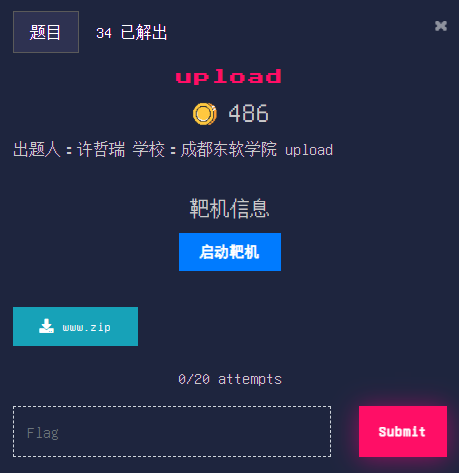 题目 34 已解出 ×
upload
486
出题人：许哲瑞 学校：成都东软学院 upload
靶机信息
启动靶机
www.zip
0/20 attempts
Flag Submit